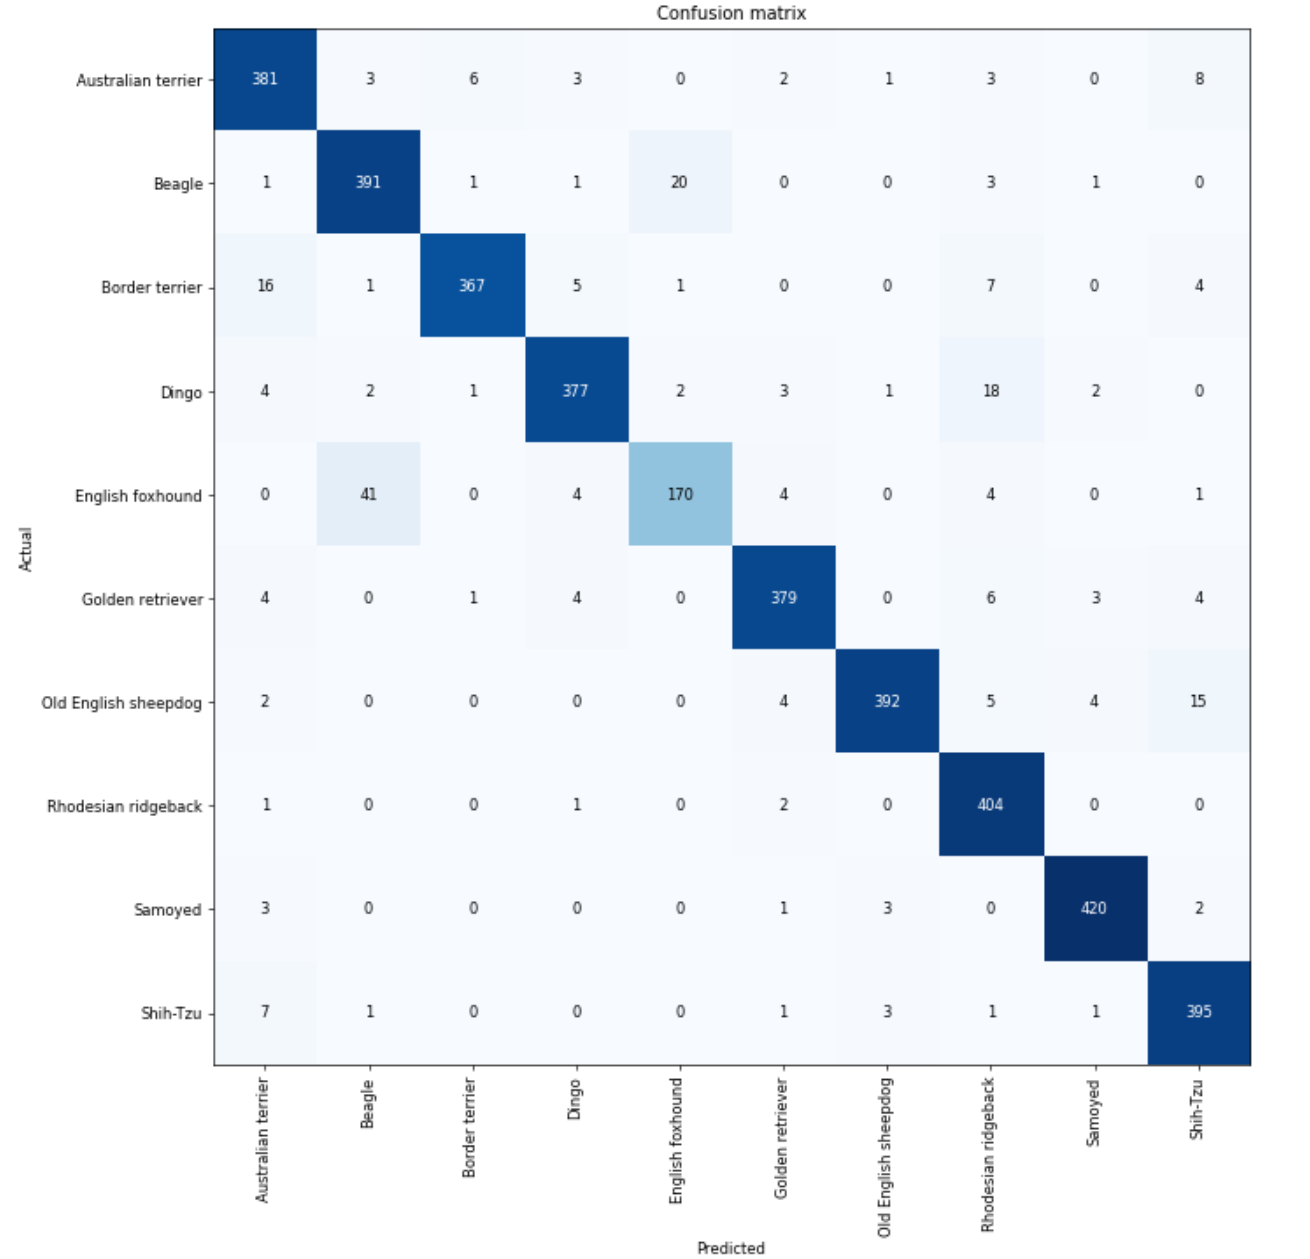 Confusion matrix
Australian terrier 381 3 6 3 0 2 1 3 0 8
Beagle 1 391 1 1 20 0 0 3 1 0
Border terrier 16 1 367 5 1 0 0 7 0 4
Dingo 4 2 1 377 2 3 1 18 2 0
English foxhound 0 41 0 4 170 4 0 4 0 1
Actual
Golden retriever 4 0 1 4 0 379 0 6 3 4
Old English sheepdog 2 0 0 0 0 4 392 5 4 15
Rhodesian ridgeback 1 0 0 1 0 2 0 404 0 0
Samoyed 3 0 0 0 0 1 3 0 420 2
Shih-Tzu 7 1 0 0 0 1 3 1 1 395
Australian terrier
Beagle
Border terrier
Dingo
English foxhound
Golden retriever
Old English sheepdog
Rhodesian ridgeback
Samoyed
Shih-Tzu
Predicted